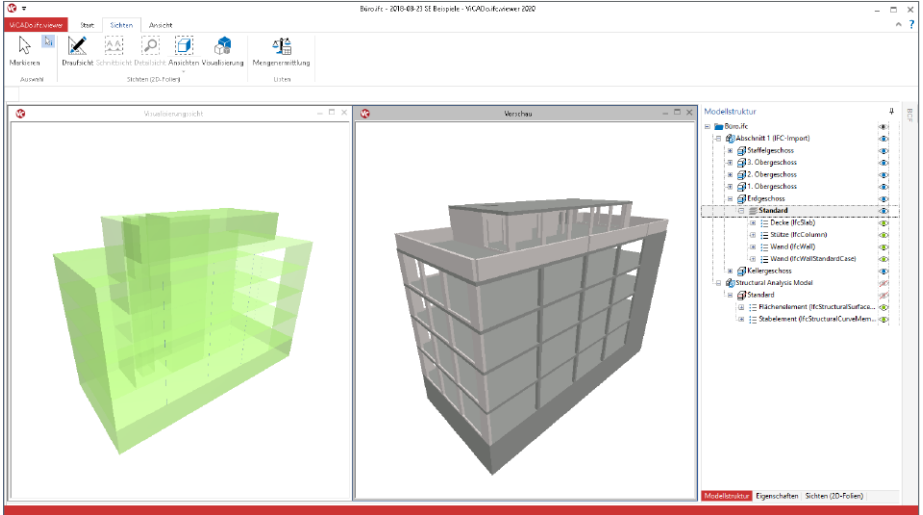 Büro.ifc - 2018-08-23 SE Beispiele - ViCADo.ifc.viewer 2020
ViCADo.ifc.viewer Start Sichten Ansicht
Markieren Draufsicht Schnittsicht Detailsicht Ansichten Visualisierung Mengenermittlung
Auswahl Sichten (2D-Folien) Listen
Visualisierungssicht
Vorschau
Modellstruktur
Büro.ifc
Abschnitt 1 (IFC-Import)
Staffelgeschoss
3. Obergeschoss
2. Obergeschoss
1. Obergeschoss
Erdgeschoss
Standard
Decke (IfcSlab)
Stütze (IfcColumn)
Wand (IfcWall)
Wand (IfcWallStandardCase)
Kellergeschoss
Structural Analysis Model
Standard
Flächenelement (IfcStructuralSurface...
Stabelement (IfcStructuralCurveMem...
Modellstruktur Eigenschaften Sichten (2D-Folien)